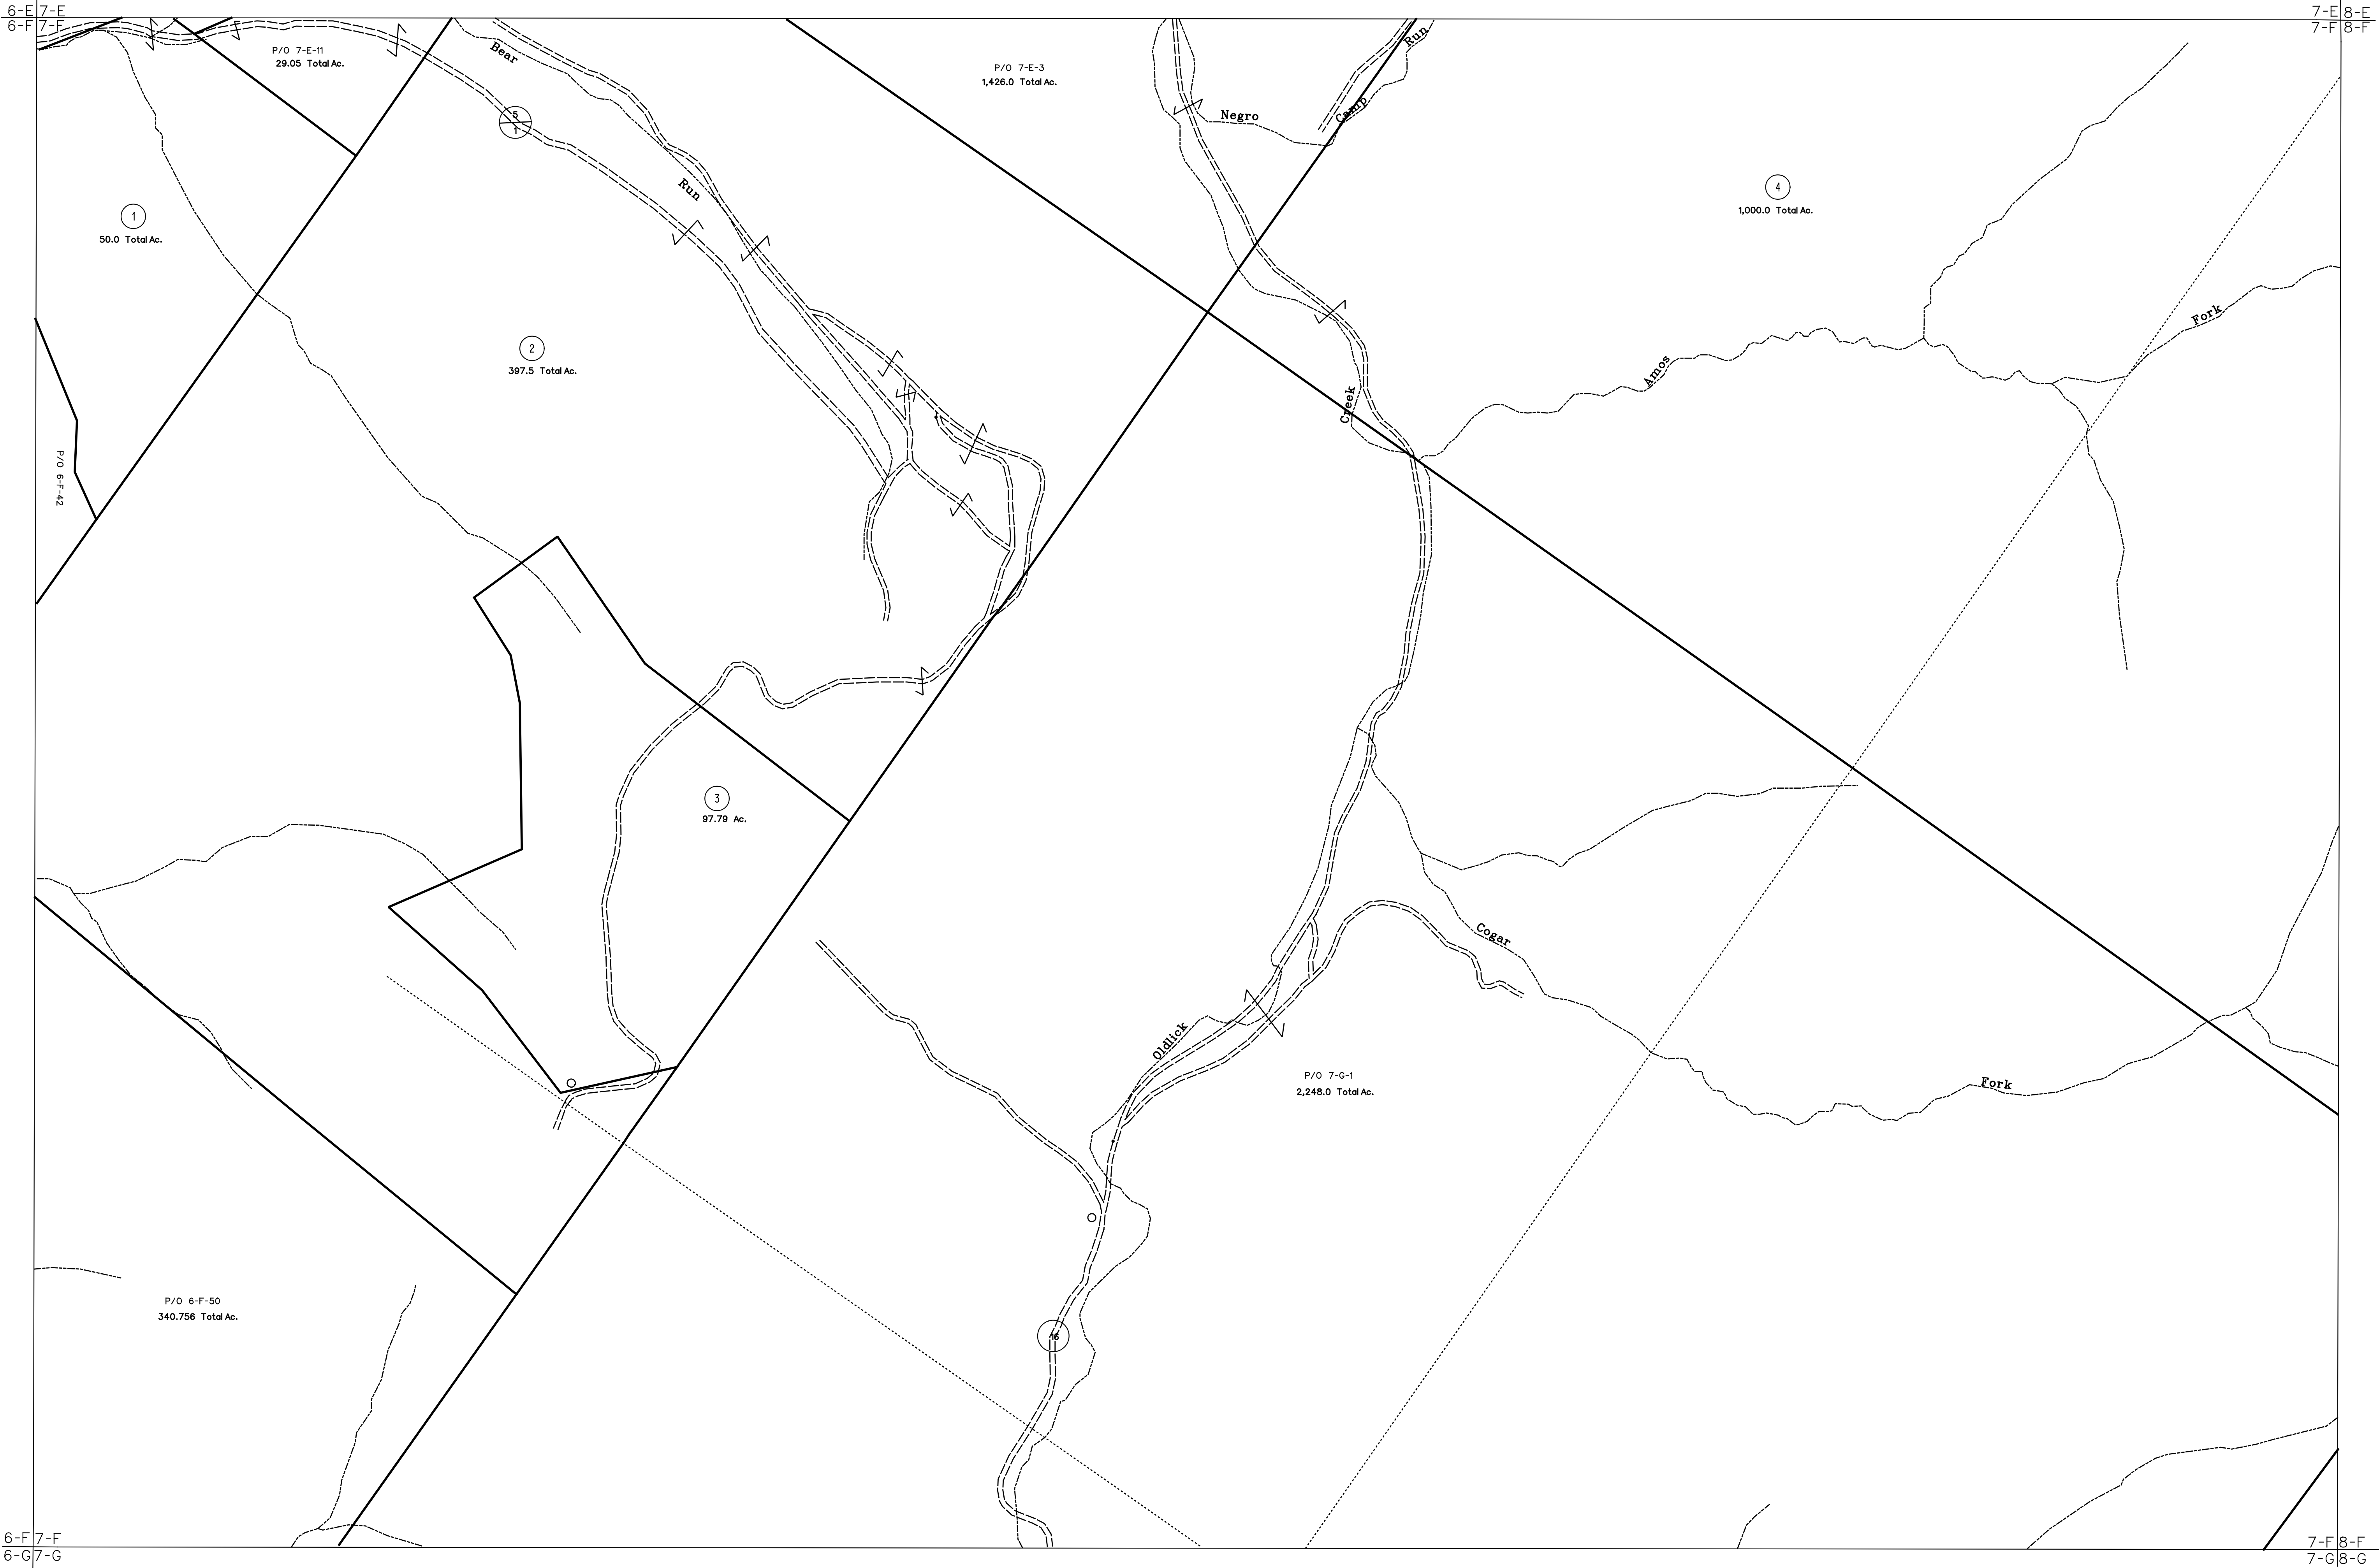 6-E 7-E
6-F 7-F
7-E 8-E
7-F 8-F
P/O 7-E-11
29.05 Total Ac.
Bear
Run
5
1
P/O 7-E-3
1,426.0 Total Ac.
Negro
Camp
Run
4
1,000.0 Total Ac.
1
50.0 Total Ac.
2
397.5 Total Ac.
Creek
Amos
Fork
P/O 6-F-42
3
97.79 Ac.
Cogar
Fork
Oldlick
P/O 7-G-1
2,248.0 Total Ac.
P/O 6-F-50
340.756 Total Ac.
16
6-F 7-F
6-G 7-G
7-F 8-F
7-G 8-G